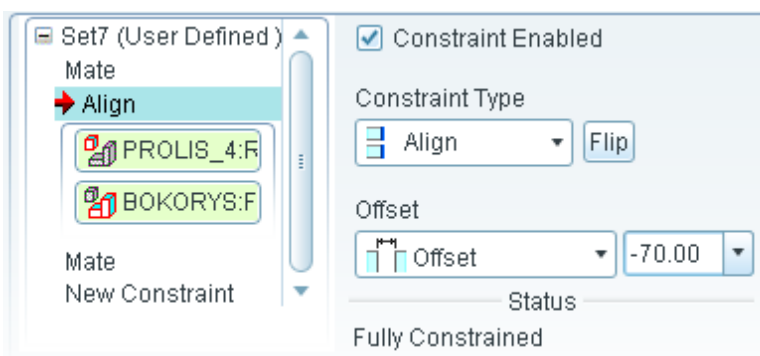 Set7 (User Defined )
Mate
Align
PROLIS_4:R
BOKORYS:F
Mate
New Constraint
Constraint Enabled
Constraint Type
Align
Flip
Offset
Offset
-70.00
Status
Fully Constrained